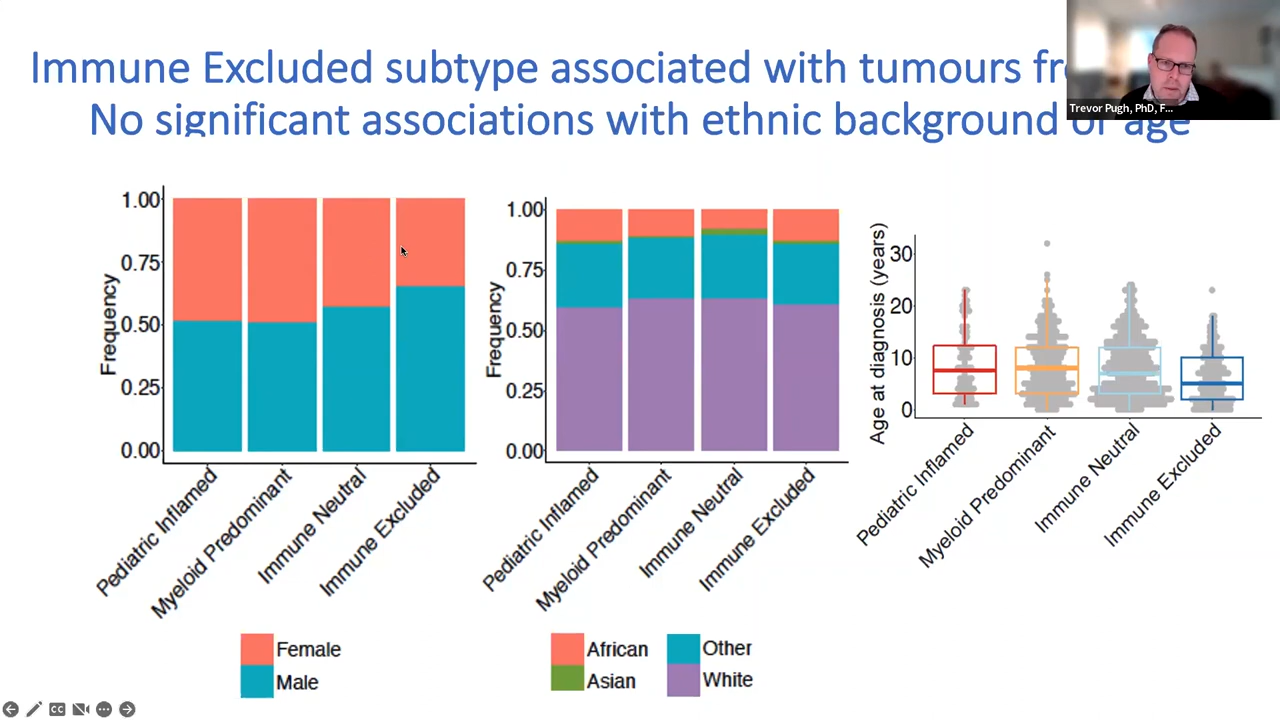 Immune Excluded subtype associated with tumours
No significant associations with ethnic background or age
Trevor Pugh, PhD, F...
Frequency
1.00
0.75
0.50
0.25
0.00
Pediatric Inflamed
Myeloid Predominant
Immune Neutral
Immune Excluded
Female
Male
Frequency
1.00
0.75
0.50
0.25
0.00
Pediatric Inflamed
Myeloid Predominant
Immune Neutral
Immune Excluded
African
Asian
Other
White
Age at diagnosis (years)
30
20
10
0
Pediatric Inflamed
Myeloid Predominant
Immune Neutral
Immune Excluded
CC